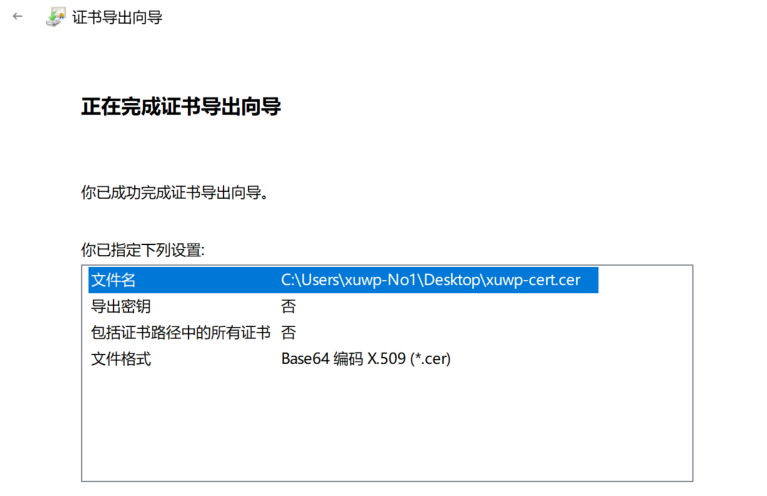 证书导出向导
正在完成证书导出向导
你已成功完成证书导出向导。
你已指定下列设置:
文件名 C:\Users\xuwp-No1\Desktop\xuwp-cert.cer
导出密钥 否
包括证书路径中的所有证书 否
文件格式 Base64 编码 X.509 (*.cer)